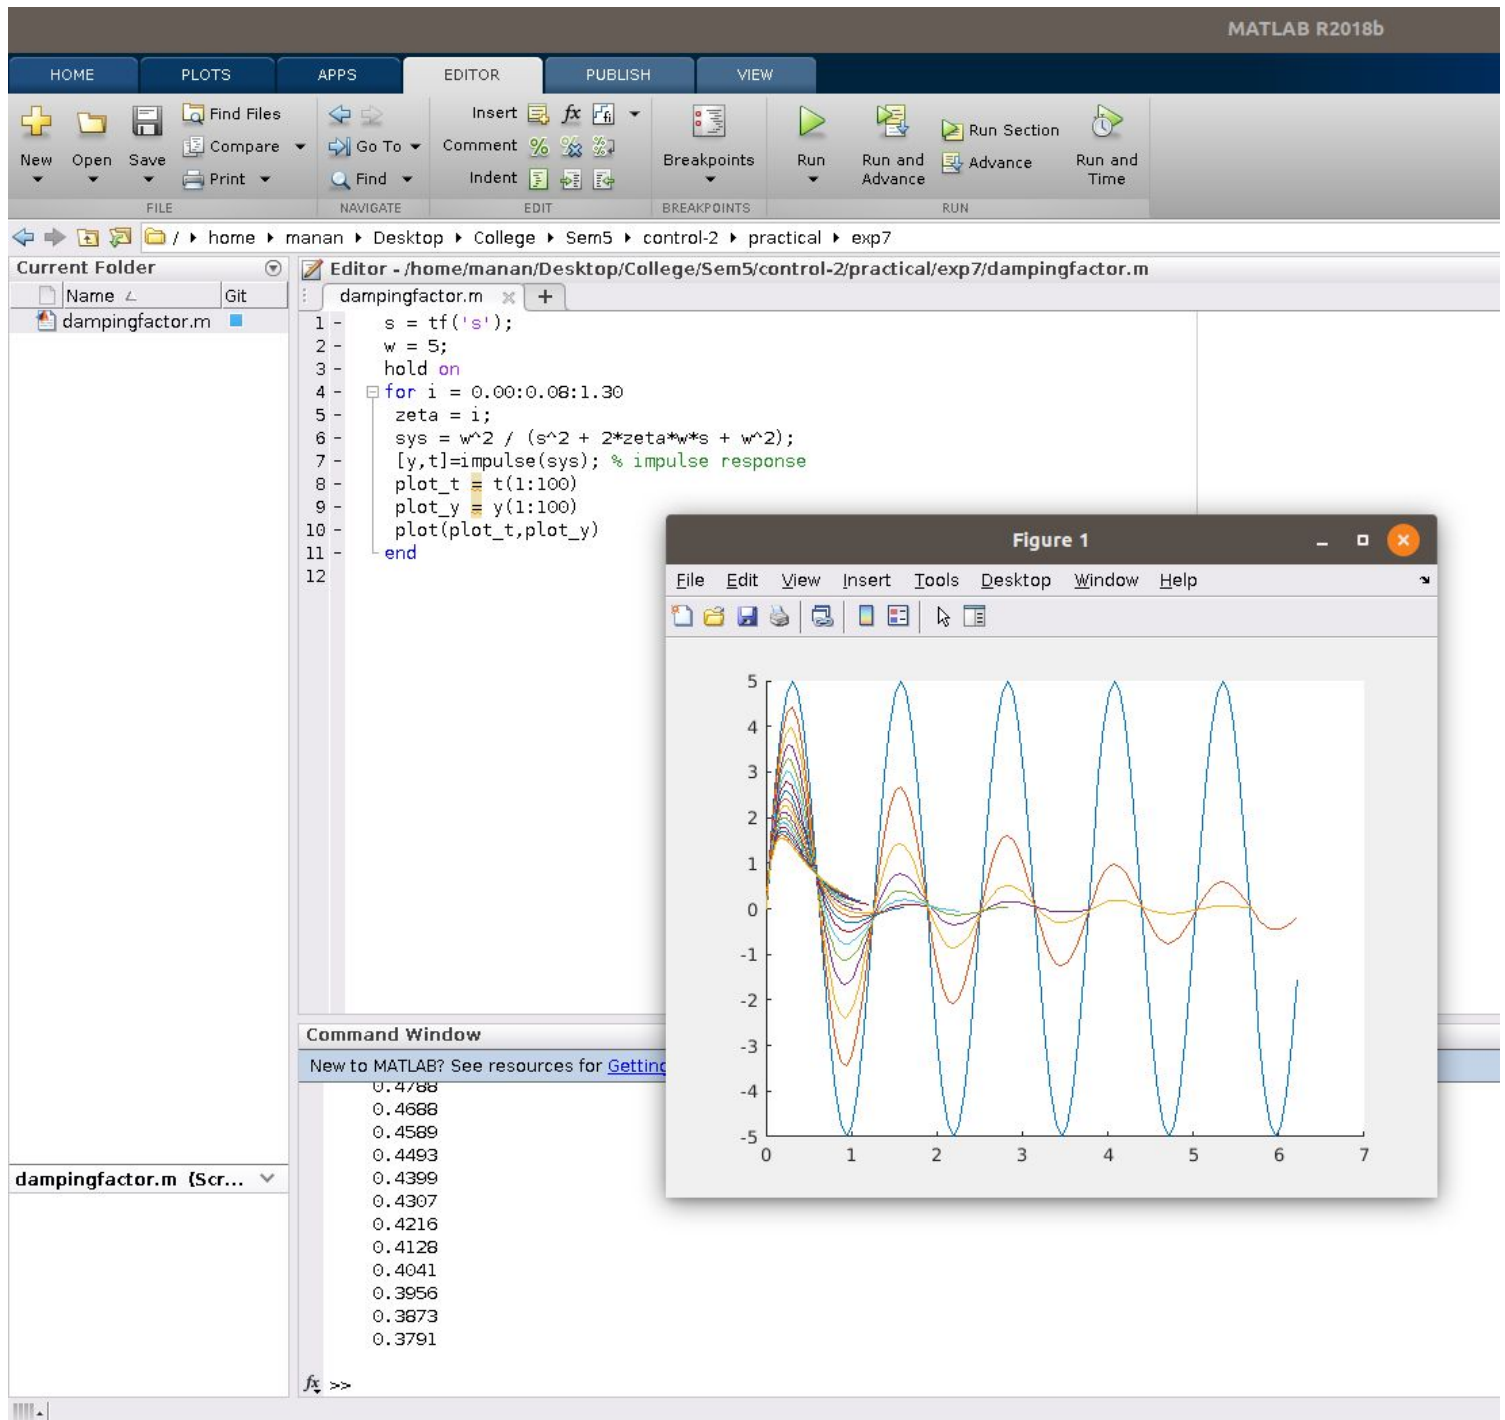 MATLAB R2018b
HOME PLOTS APPS EDITOR PUBLISH VIEW
New Open Save Find Files Compare Print
FILE
Go To Find
NAVIGATE
Insert fx fi
Comment % % %
Indent
EDIT
Breakpoints
BREAKPOINTS
Run Run and Advance Run Section Advance Run and Time
RUN
/ home manan Desktop College Sem5 control-2 practical exp7
Current Folder
Name Git
dampingfactor.m
Editor - /home/manan/Desktop/College/Sem5/control-2/practical/exp7/dampingfactor.m
dampingfactor.m × +
1 - s = tf('s');
2 - w = 5;
3 - hold on
4 - for i = 0.00:0.08:1.30
5 - zeta = i;
6 - sys = w^2 / (s^2 + 2*zeta*w*s + w^2);
7 - [y,t]=impulse(sys); % impulse response
8 - plot_t = t(1:100)
9 - plot_y = y(1:100)
10 - plot(plot_t,plot_y)
11 - end
12
Figure 1
File Edit View Insert Tools Desktop Window Help
5
4
3
2
1
0
-1
-2
-3
-4
-5
0 1 2 3 4 5 6 7
Command Window
New to MATLAB? See resources for Getting
0.4788
0.4688
0.4589
0.4493
0.4399
0.4307
0.4216
0.4128
0.4041
0.3956
0.3873
0.3791
fx >>
dampingfactor.m (Scr...